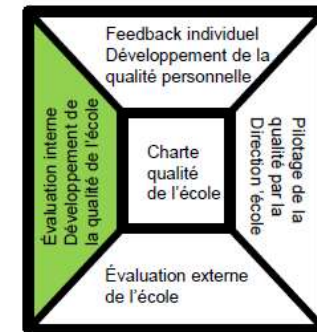 Feedback individuel
Développement de la
qualité personnelle
Évaluation interne
Développement de
la qualité de l'école
Charte
qualité
de l'école
Pilotage de la
qualité par la
Direction 'école
Évaluation externe
de l'école